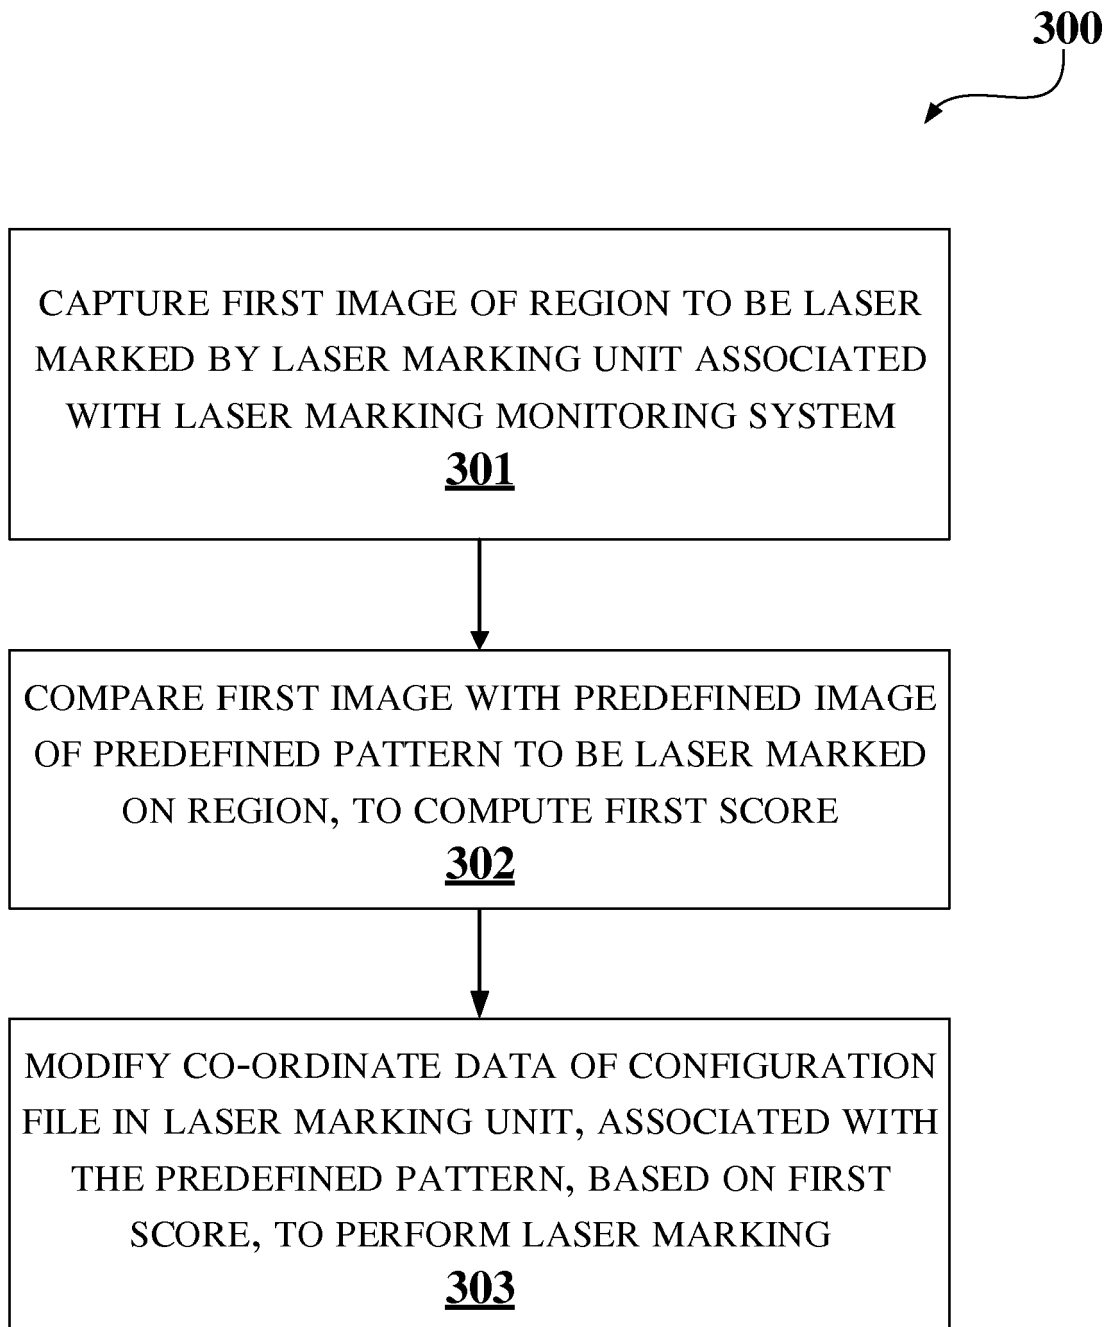 300
CAPTURE FIRST IMAGE OF REGION TO BE LASER
MARKED BY LASER MARKING UNIT ASSOCIATED
WITH LASER MARKING MONITORING SYSTEM
301
COMPARE FIRST IMAGE WITH PREDEFINED IMAGE
OF PREDEFINED PATTERN TO BE LASER MARKED
ON REGION, TO COMPUTE FIRST SCORE
302
MODIFY CO-ORDINATE DATA OF CONFIGURATION
FILE IN LASER MARKING UNIT, ASSOCIATED WITH
THE PREDEFINED PATTERN, BASED ON FIRST
SCORE, TO PERFORM LASER MARKING
303